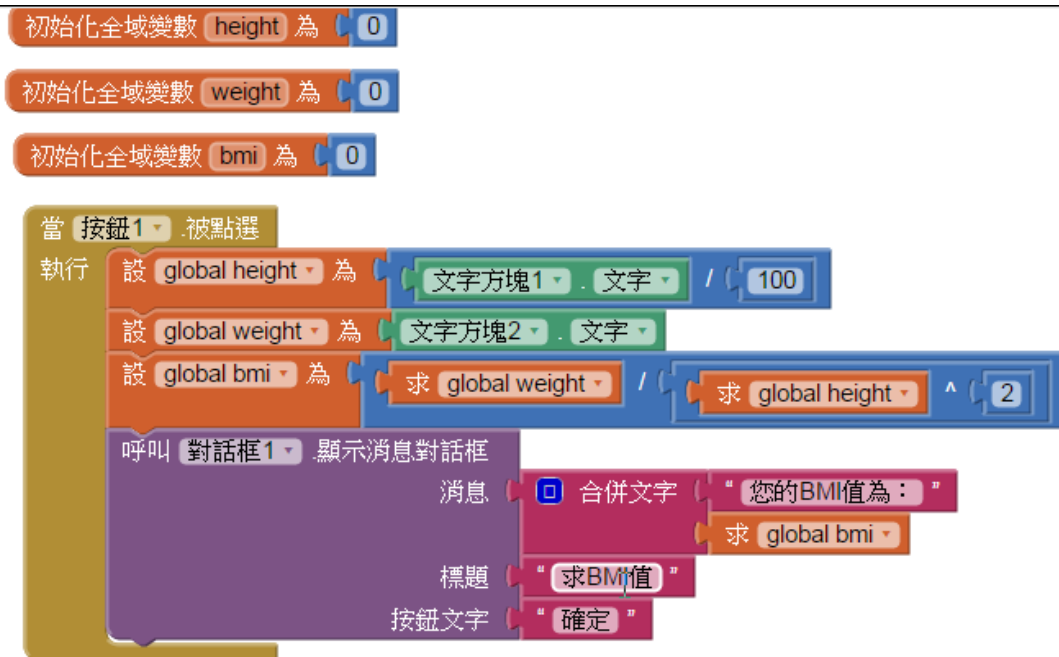 初始化全域變數 height 為 0
初始化全域變數 weight 為 0
初始化全域變數 bmi 為 0
當 按鈕1 .被點選
執行 設 global height 為 文字方塊1 . 文字 / 100
設 global weight 為 文字方塊2 . 文字
設 global bmi 為 求 global weight / 求 global height ^ 2
呼叫 對話框1 .顯示消息對話框
消息 合併文字 “ 您的BMI值為： ”
求 global bmi
標題 “ 求BMI值 ”
按鈕文字 “ 確定 ”